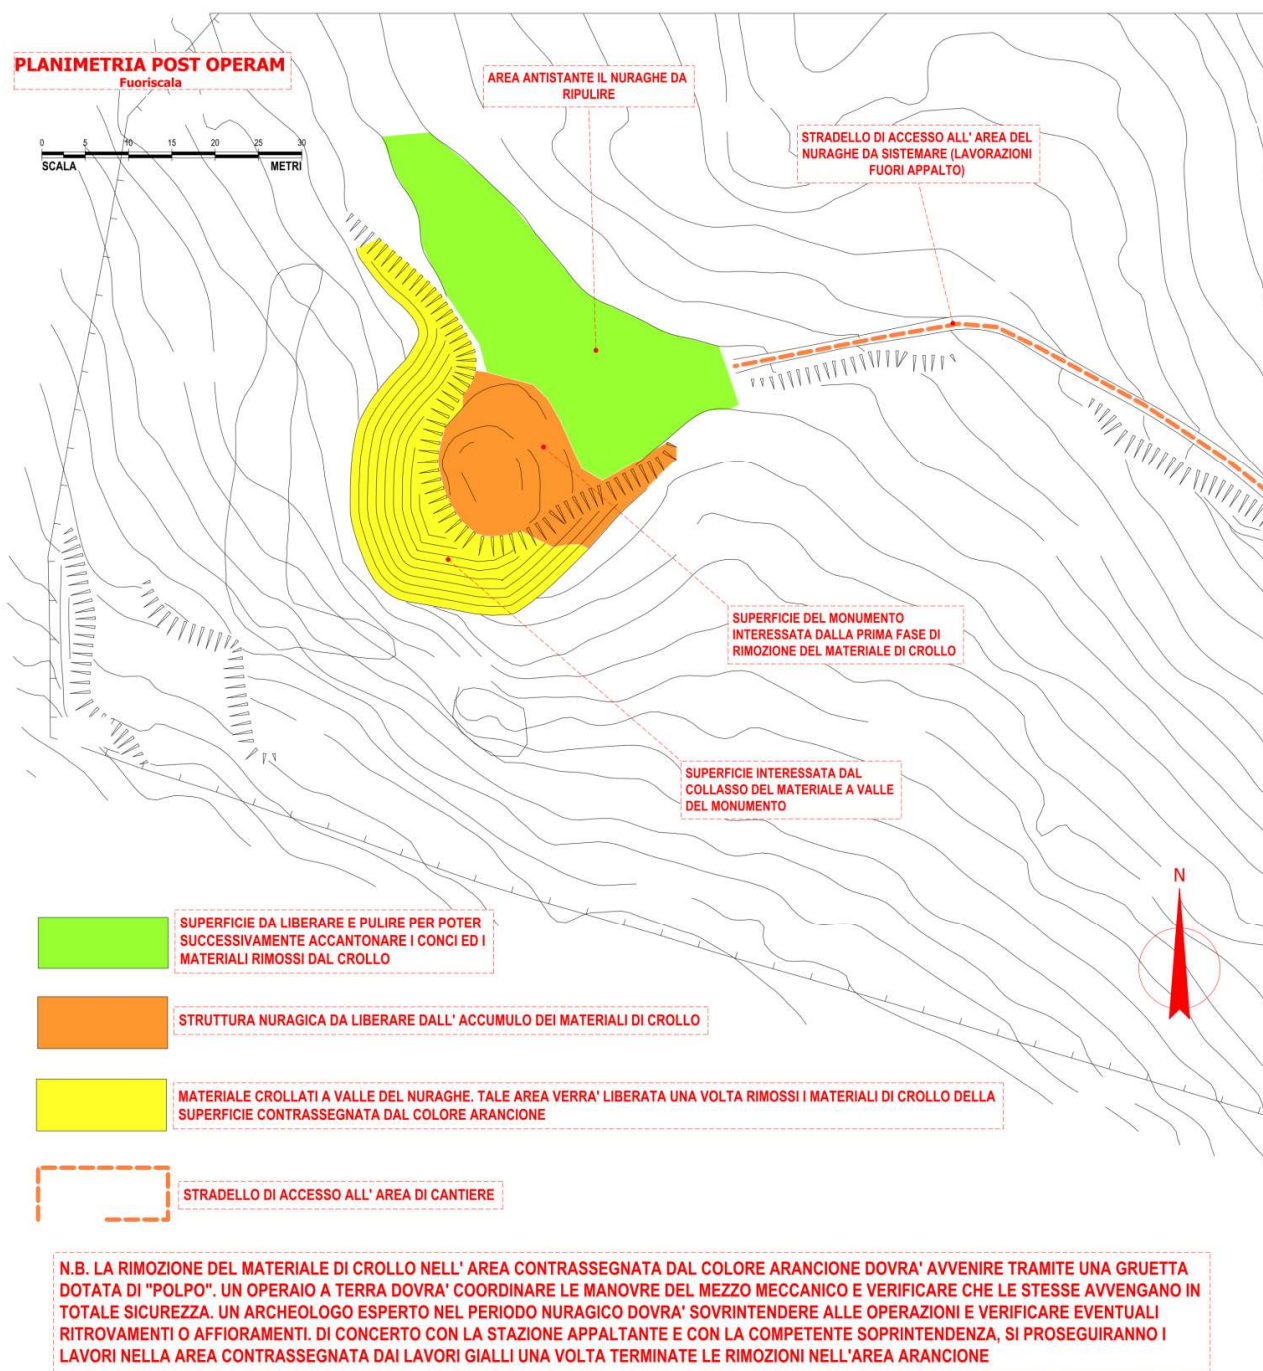 PLANIMETRIA POST OPERAM
Fuoriscala
0 5 10 15 20 25 30
SCALA METRI
AREA ANTISTANTE IL NURAGHE DA
RIPULIRE
STRADELLO DI ACCESSO ALL' AREA DEL
NURAGHE DA SISTEMARE (LAVORAZIONI
FUORI APPALTO)
SUPERFICIE DEL MONUMENTO
INTERESSATA DALLA PRIMA FASE DI
RIMOZIONE DEL MATERIALE DI CROLLO
SUPERFICIE INTERESSATA DAL
COLLASSO DEL MATERIALE A VALLE
DEL MONUMENTO
N
SUPERFICIE DA LIBERARE E PULIRE PER POTER
SUCCESSIVAMENTE ACCANTONARE I CONCI ED I
MATERIALI RIMOSSI DAL CROLLO
STRUTTURA NURAGICA DA LIBERARE DALL' ACCUMULO DEI MATERIALI DI CROLLO
MATERIALE CROLLATI A VALLE DEL NURAGHE. TALE AREA VERRA' LIBERATA UNA VOLTA RIMOSSI I MATERIALI DI CROLLO DELLA
SUPERFICIE CONTRASSEGNATA DAL COLORE ARANCIONE
STRADELLO DI ACCESSO ALL' AREA DI CANTIERE
N.B. LA RIMOZIONE DEL MATERIALE DI CROLLO NELL' AREA CONTRASSEGNATA DAL COLORE ARANCIONE DOVRA' AVVENIRE TRAMITE UNA GRUETTA
DOTATA DI "POLPO". UN OPERAIO A TERRA DOVRA' COORDINARE LE MANOVRE DEL MEZZO MECCANICO E VERIFICARE CHE LE STESSE AVVENGANO IN
TOTALE SICUREZZA. UN ARCHEOLOGO ESPERTO NEL PERIODO NURAGICO DOVRA' SOVRINTENDERE ALLE OPERAZIONI E VERIFICARE EVENTUALI
RITROVAMENTI O AFFIORAMENTI. DI CONCERTO CON LA STAZIONE APPALTANTE E CON LA COMPETENTE SOPRINTENDENZA, SI PROSEGUIRANNO I
LAVORI NELLA AREA CONTRASSEGNATA DAI LAVORI GIALLI UNA VOLTA TERMINATE LE RIMOZIONI NELL'AREA ARANCIONE